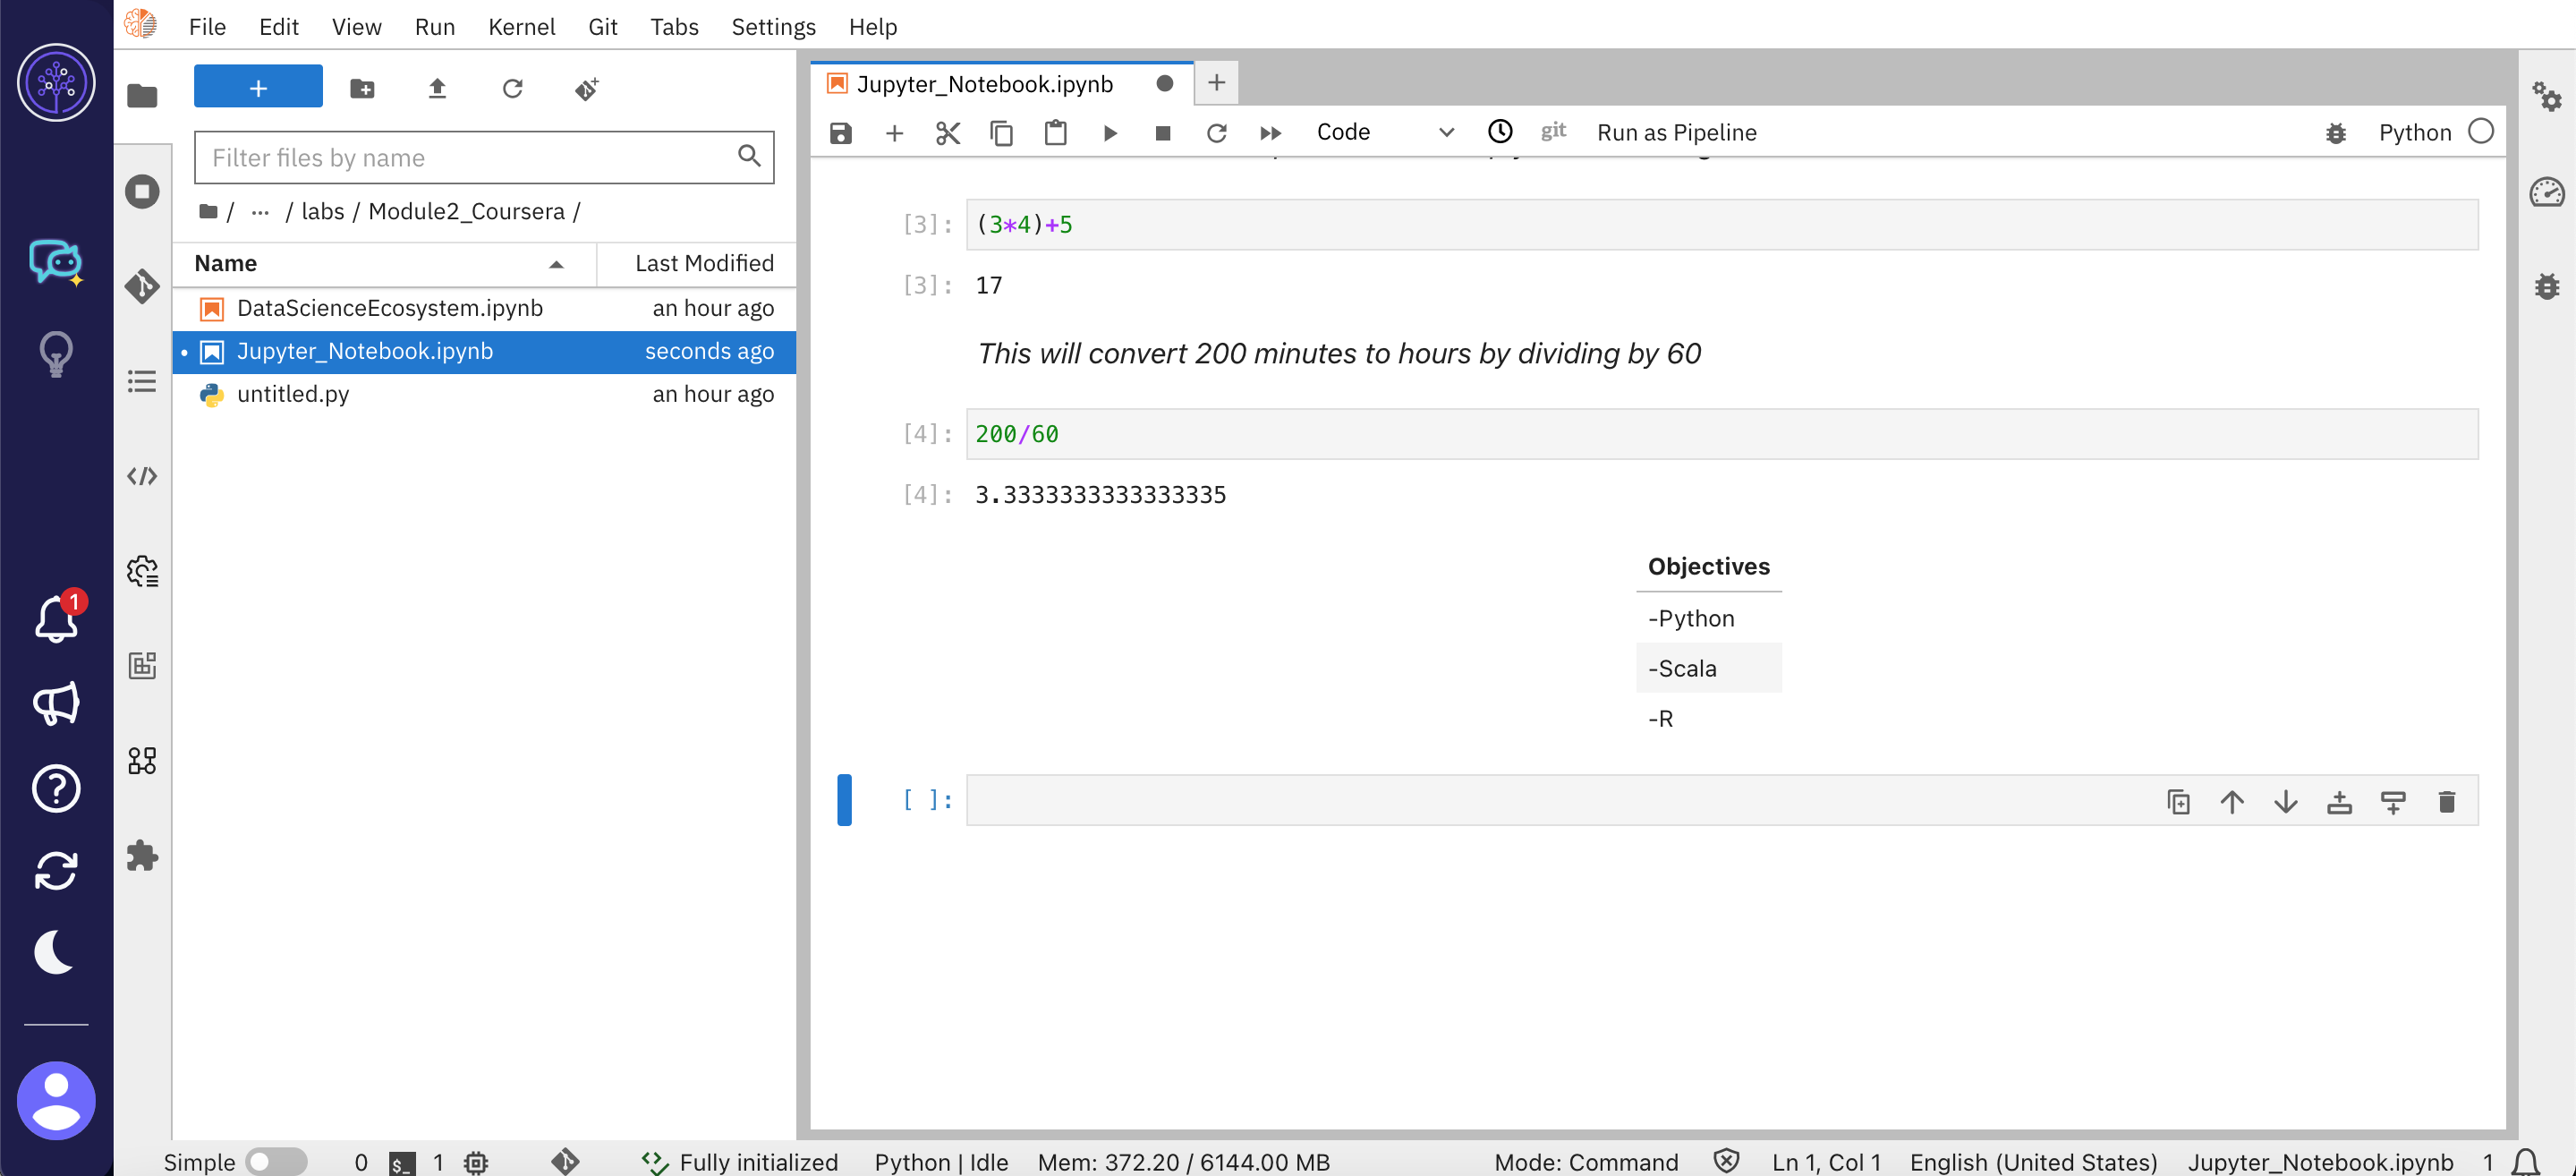 File Edit View Run Kernel Git Tabs Settings Help
Filter files by name
/ ... / labs / Module2_Coursera /
Name Last Modified
DataScienceEcosystem.ipynb an hour ago
Jupyter_Notebook.ipynb seconds ago
untitled.py an hour ago
1
Jupyter_Notebook.ipynb
Code git Run as Pipeline Python
[3]: (3*4)+5
[3]: 17
This will convert 200 minutes to hours by dividing by 60
[4]: 200/60
[4]: 3.3333333333333335
Objectives
-Python
-Scala
-R
[ ]:
Simple 0 $_ 1 Fully initialized Python | Idle Mem: 372.20 / 6144.00 MB Mode: Command Ln 1, Col 1 English (United States) Jupyter_Notebook.ipynb 1